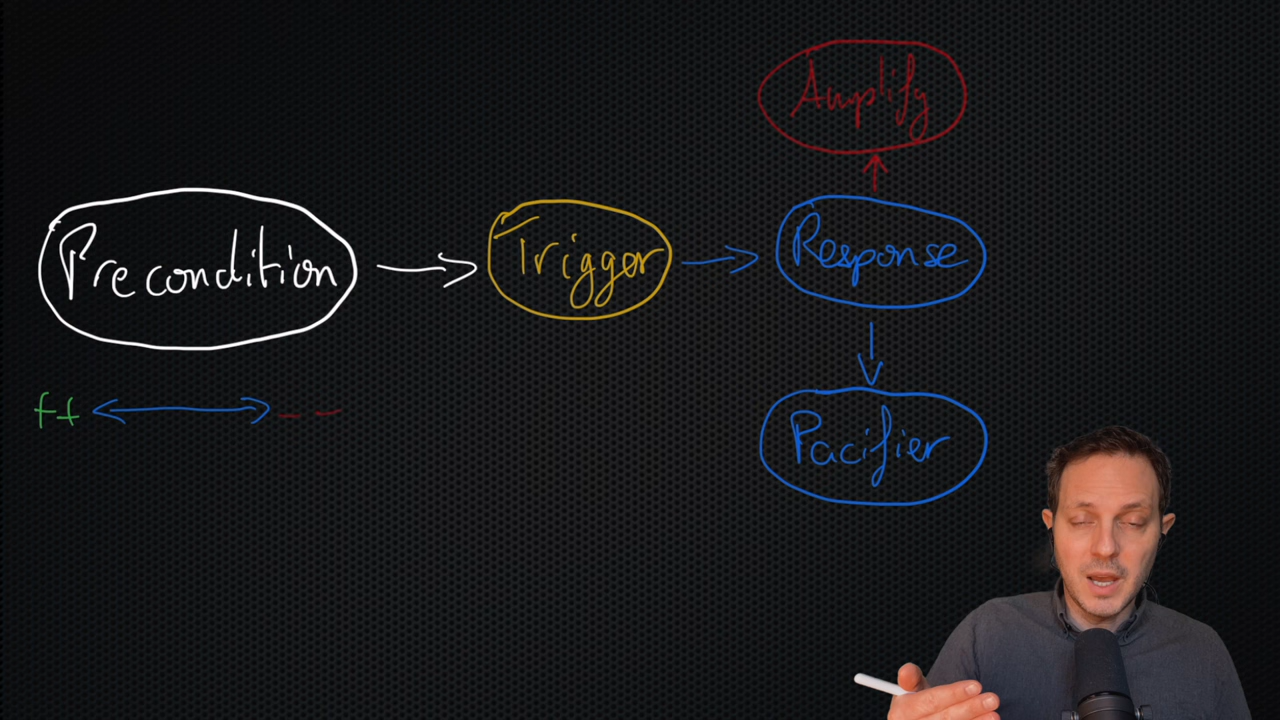 Amplify
Precondition
Trigger
Response
++
--
Pacifier